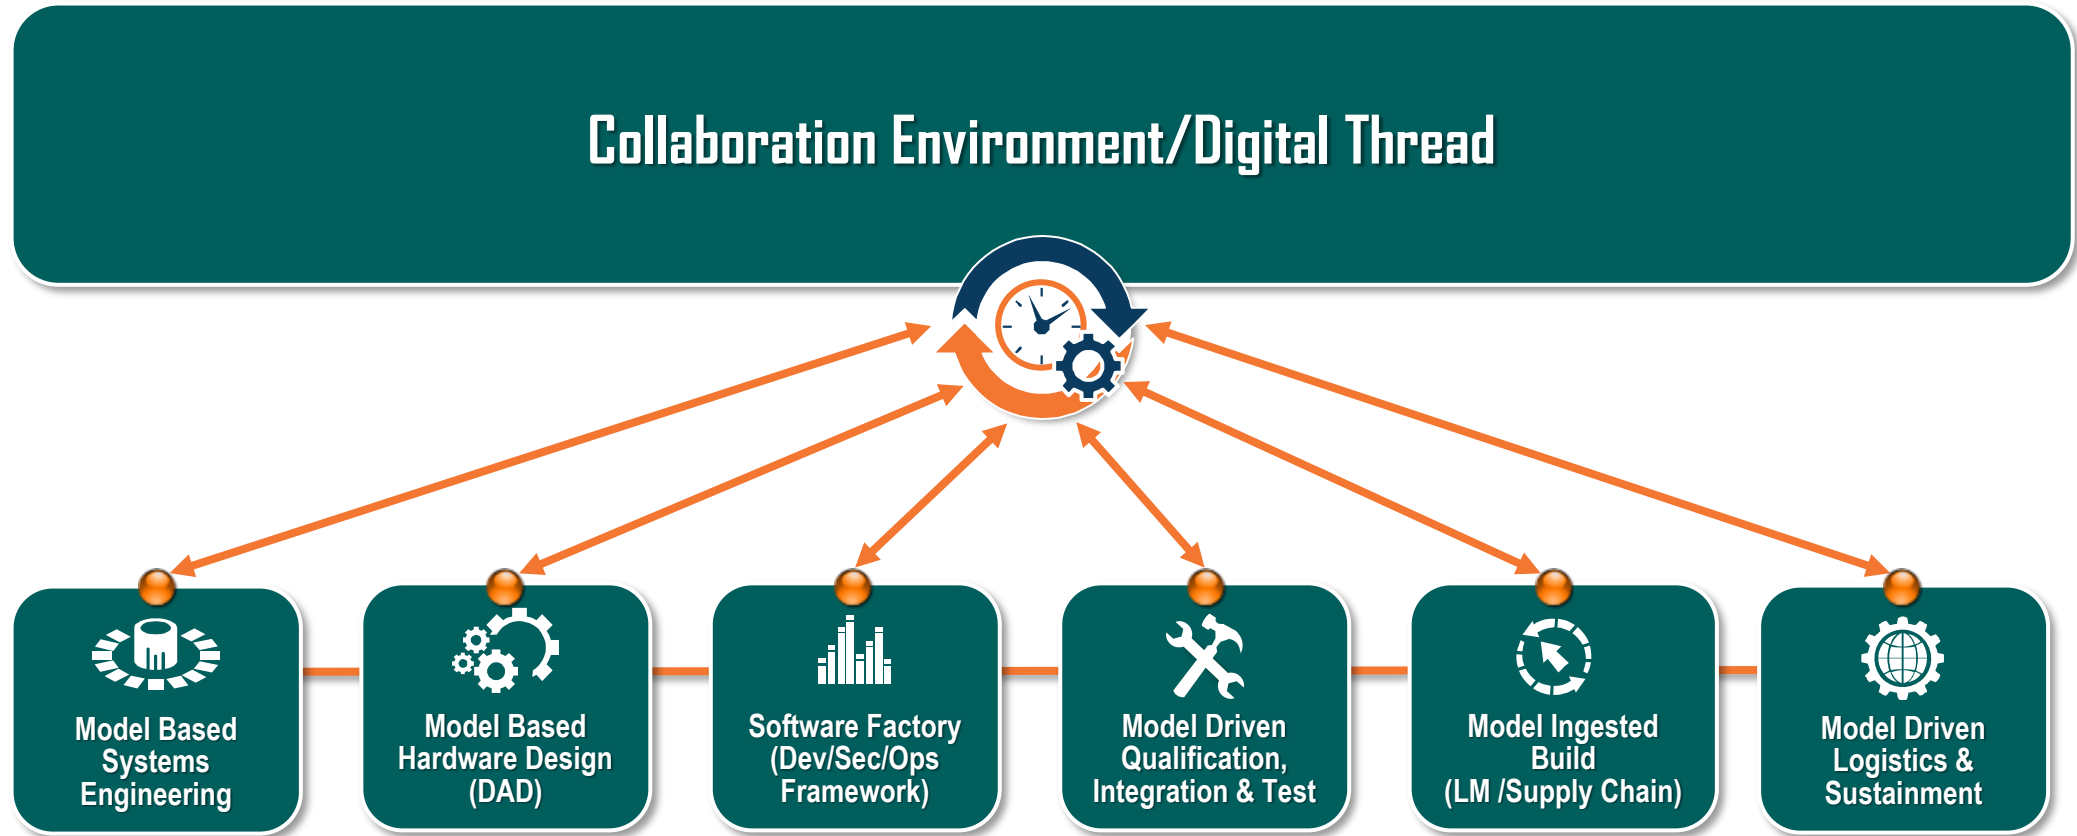 Collaboration Environment/Digital Thread
Model Based
Systems
Engineering
Model Based
Hardware Design
(DAD)
Software Factory
(Dev/Sec/Ops
Framework)
Model Driven
Qualification,
Integration & Test
Model Ingested
Build
(LM /Supply Chain)
Model Driven
Logistics &
Sustainment